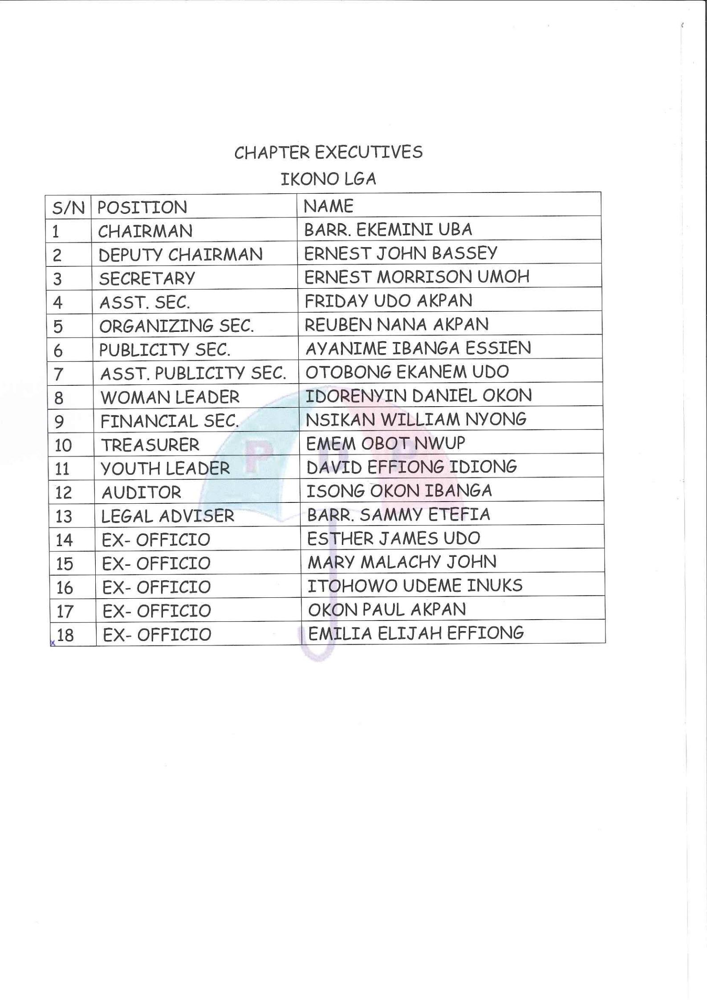 CHAPTER EXECUTIVES
IKONO LGA
S/N POSITION NAME
1 CHAIRMAN BARR. EKEMINI UBA
2 DEPUTY CHAIRMAN ERNEST JOHN BASSEY
3 SECRETARY ERNEST MORRISON UMOH
4 ASST. SEC. FRIDAY UDO AKPAN
5 ORGANIZING SEC. REUBEN NANA AKPAN
6 PUBLICITY SEC. AYANIME IBANGA ESSIEN
7 ASST. PUBLICITY SEC. OTOBONG EKANEM UDO
8 WOMAN LEADER IDORENYIN DANIEL OKON
9 FINANCIAL SEC. NSIKAN WILLIAM NYONG
10 TREASURER EMEM OBOT NWUP
11 YOUTH LEADER DAVID EFFIONG IDIONG
12 AUDITOR ISONG OKON IBANGA
13 LEGAL ADVISER BARR. SAMMY ETEFIA
14 EX- OFFICIO ESTHER JAMES UDO
15 EX- OFFICIO MARY MALACHY JOHN
16 EX- OFFICIO ITOHOWO UDEME INUKS
17 EX- OFFICIO OKON PAUL AKPAN
18 EX- OFFICIO EMILIA ELIJAH EFFIONG
PDP